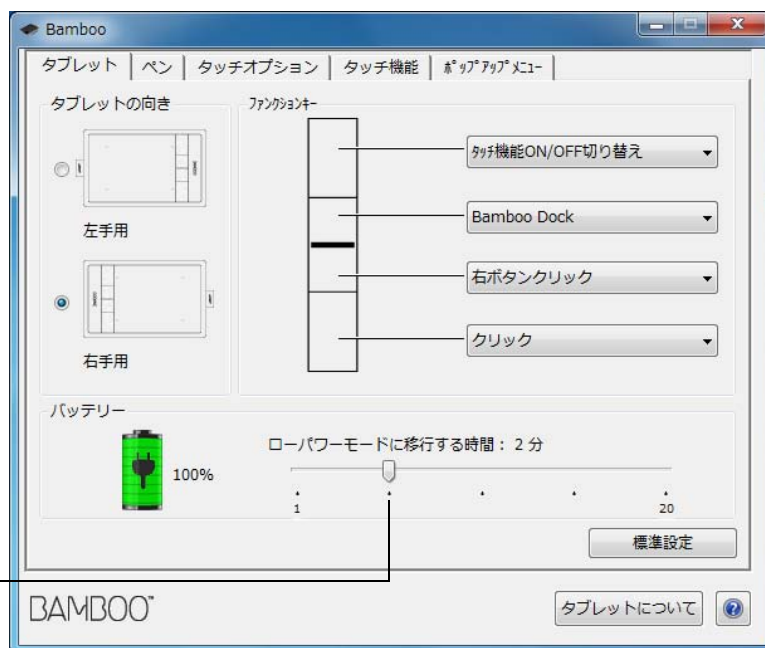 Bamboo
タブレット
ペン
タッチオプション
タッチ機能
ﾎﾟｯﾌﾟｱｯﾌﾟﾒﾆｭｰ
タブレットの向き
左手用
右手用
ﾌｧﾝｸｼｮﾝｷｰ
ﾀｯﾁ機能ON/OFF切り替え
Bamboo Dock
右ボタンクリック
クリック
バッテリー
100%
ローパワーモードに移行する時間： 2 分
1
20
標準設定
BAMBOO™
タブレットについて